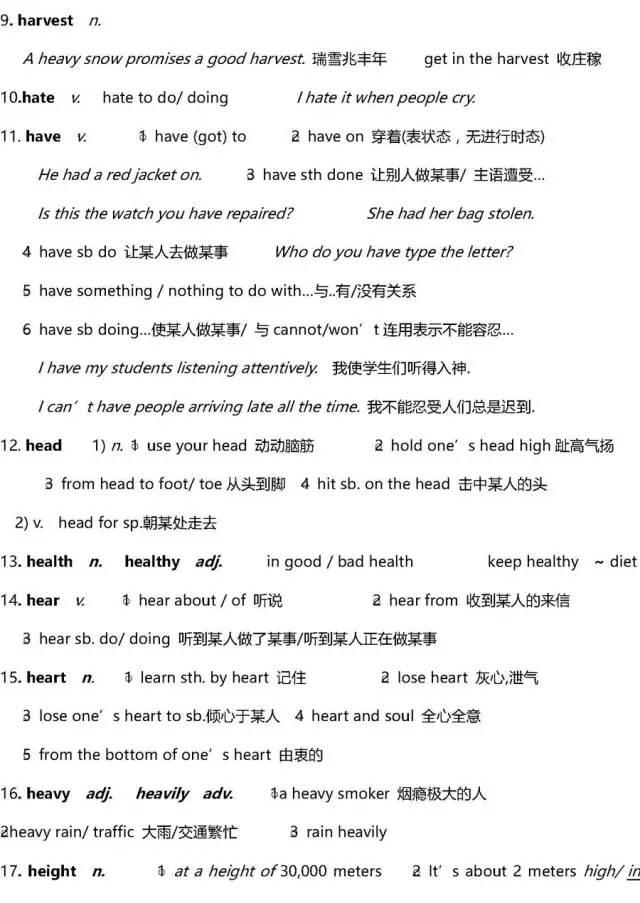 9. harvest n.
A heavy snow promises a good harvest. 瑞雪兆丰年 get in the harvest 收庄稼
10.hate v. hate to do/ doing I hate it when people cry.
11. have v. ① have (got) to ② have on 穿着(表状态，无进行时态)
He had a red jacket on. ③ have sth done 让别人做某事/ 主语遭受…
Is this the watch you have repaired? She had her bag stolen.
④ have sb do 让某人去做某事 Who do you have type the letter?
⑤ have something / nothing to do with…与..有/没有关系
⑥ have sb doing…使某人做某事/ 与 cannot/won't 连用表示不能容忍…
I have my students listening attentively. 我使学生们听得入神.
I can't have people arriving late all the time. 我不能忍受人们总是迟到.
12. head 1) n. ① use your head 动动脑筋 ② hold one's head high 趾高气扬
③ from head to foot/ toe 从头到脚 ④ hit sb. on the head 击中某人的头
2) v. head for sp.朝某处走去
13. health n. healthy adj. in good / bad health keep healthy ~ diet
14. hear v. ① hear about / of 听说 ② hear from 收到某人的来信
③ hear sb. do/ doing 听到某人做了某事/听到某人正在做某事
15. heart n. ① learn sth. by heart 记住 ② lose heart 灰心,泄气
③ lose one's heart to sb.倾心于某人 ④ heart and soul 全心全意
⑤ from the bottom of one's heart 由衷的
16. heavy adj. heavily adv. ①a heavy smoker 烟瘾极大的人
②heavy rain/ traffic 大雨/交通繁忙 ③ rain heavily
17. height n. ① at a height of 30,000 meters ② It's about 2 meters high/ in